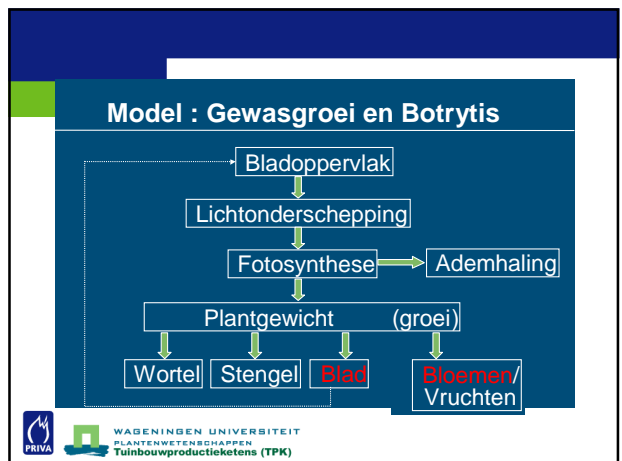 Model : Gewasgroei en Botrytis
Bladoppervlak
Lichtonderschepping
Fotosynthese
Ademhaling
Plantgewicht (groei)
Wortel
Stengel
Blad
Bloemen/
Vruchten
PRIVA
WAGENINGEN UNIVERSITEIT
PLANTENWETENSCHAPPEN
Tuinbouwproductieketens (TPK)